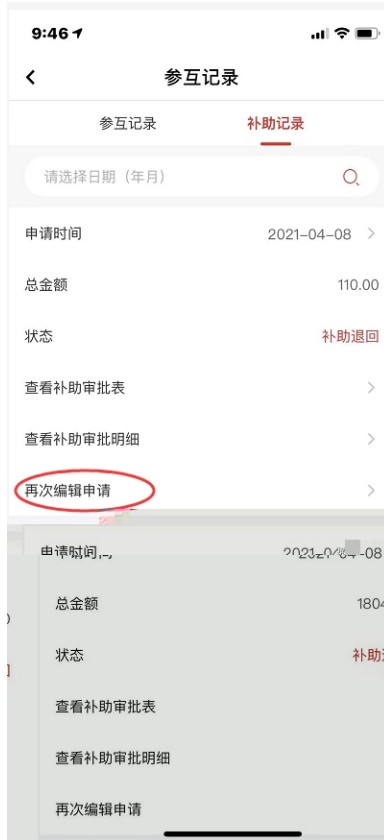 9:46
参互记录
参互记录 补助记录
请选择日期（年月）
申请时间 2021-04-08
总金额 110.00
状态 补助退回
查看补助审批表
查看补助审批明细
再次编辑申请
申请时间
总金额 1804
状态 补助
查看补助审批表
查看补助审批明细
再次编辑申请